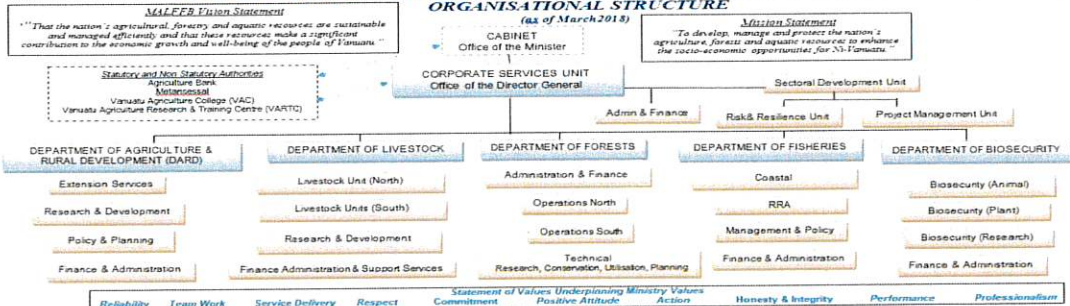 ORGANISATIONAL STRUCTURE
(as of March 2018)
MALFFB Vision Statement
"That the nation's agricultural, forestry and aquatic resources are sustainable
and managed efficiently and that these resources make a significant
contribution to the economic growth and well-being of the people of Vanuatu."
CABINET
Office of the Minister
Mission Statement
"To develop, manage and protect the nation's
agriculture, forests and aquatic resources to enhance
the socio-economic opportunities for Ni-Vanuatu."
Statutory and Non Statutory Authorities
Agriculture Bank
Metansessal
Vanuatu Agriculture College (VAC)
Vanuatu Agriculture Research & Training Centre (VARTC)
CORPORATE SERVICES UNIT
Office of the Director General
Sectoral Development Unit
Admin & Finance
Risk& Resilience Unit
Project Management Unit
DEPARTMENT OF AGRICULTURE &
RURAL DEVELOPMENT (DARD)
Extension Services
Research & Development
Policy & Planning
Finance & Administration
DEPARTMENT OF LIVESTOCK
Livestock Unit (North)
Livestock Units (South)
Research & Development
Finance Administration & Support Services
DEPARTMENT OF FORESTS
Administration & Finance
Operations North
Operations South
Technical
Research, Conservation, Utilisation, Planning
DEPARTMENT OF FISHERIES
Coastal
RRA
Management & Policy
Finance & Administration
DEPARTMENT OF BIOSECURITY
Biosecurity (Animal)
Biosecurity (Plant)
Biosecurity (Research)
Finance & Administration
Statement of Values Underpinning Ministry Values
Reliability Team Work Service Delivery Respect Commitment Positive Attitude Action Honesty & Integrity Performance Professionalism